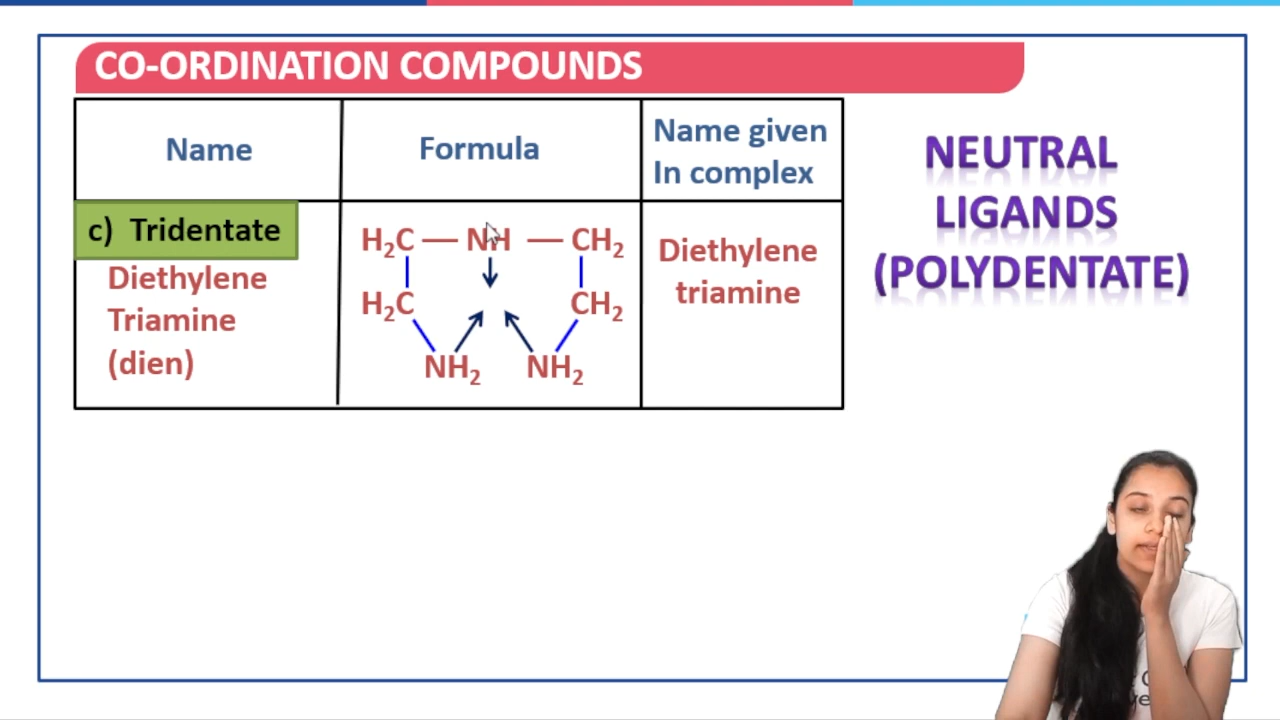 CO-ORDINATION COMPOUNDS
Name
Formula
Name given
In complex
c) Tridentate
Diethylene
Triamine
(dien)
H₂C — NH — CH₂
H₂C CH₂
NH₂ NH₂
Diethylene
triamine
NEUTRAL
LIGANDS
(POLYDENTATE)